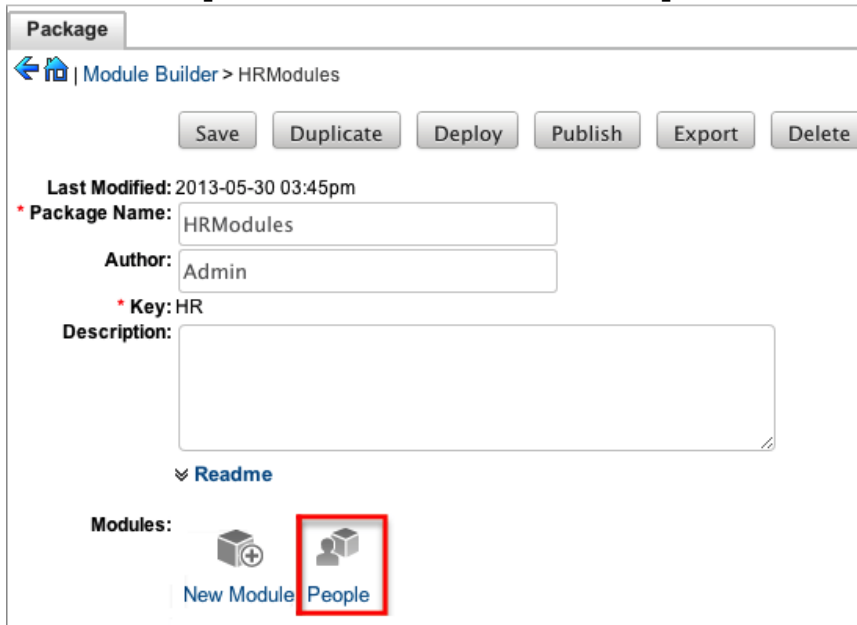 Package
| Module Builder > HRModules
Save Duplicate Deploy Publish Export Delete
Last Modified: 2013-05-30 03:45pm
* Package Name: HRModules
Author: Admin
* Key: HR
Description:
Readme
Modules:
New Module People